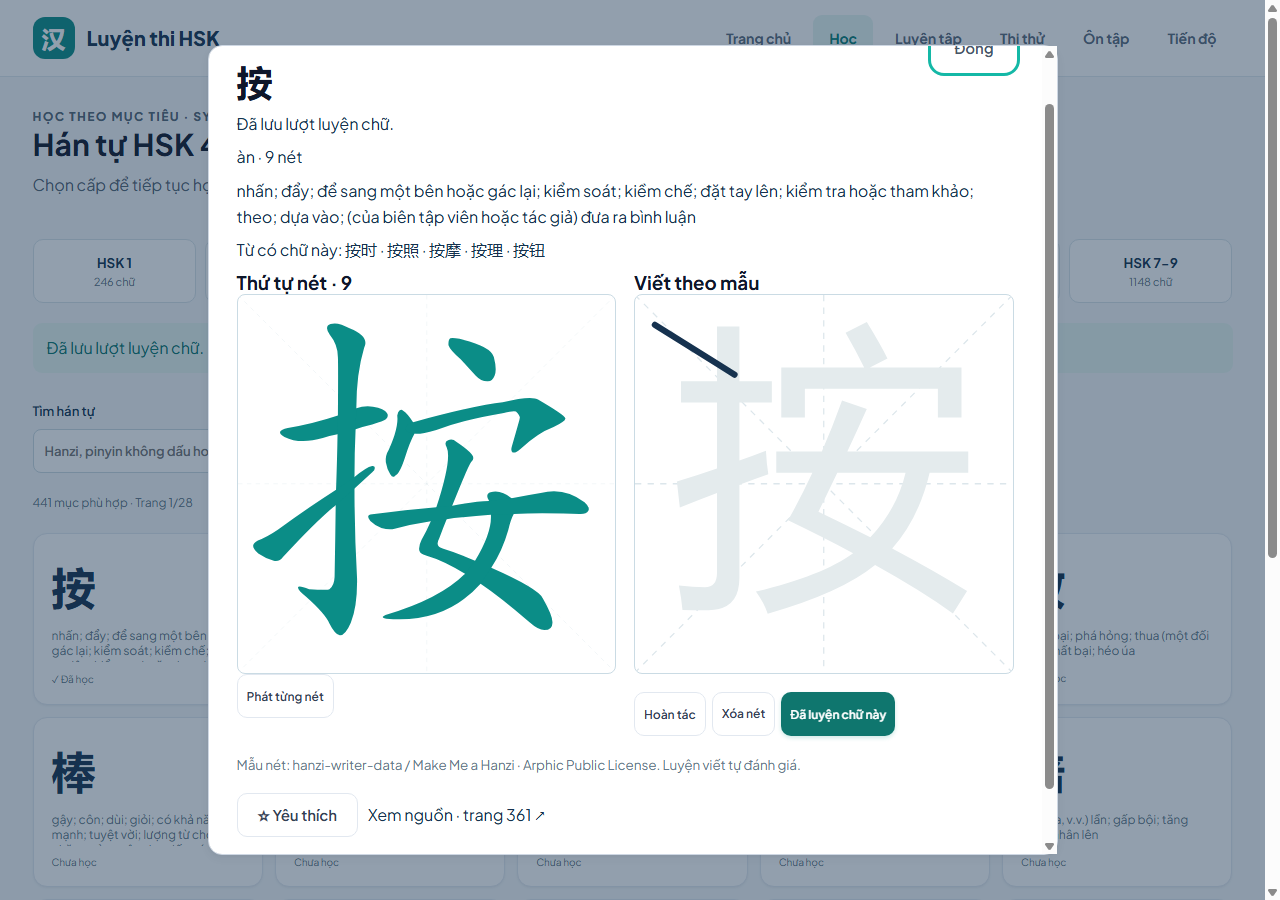 汉 Luyện thi HSK
Trang chủ Học Luyện tập Thi thử Ôn tập Tiến độ
Đóng
按
HỌC THEO MỤC TIÊU · SY
Đã lưu lượt luyện chữ.
Hán tự HSK 4
àn · 9 nét
Chọn cấp để tiếp tục họ
nhấn; đẩy; để sang một bên hoặc gác lại; kiểm soát; kiềm chế; đặt tay lên; kiểm tra hoặc tham khảo;
theo; dựa vào; (của biên tập viên hoặc tác giả) đưa ra bình luận
Từ có chữ này: 按时 · 按照 · 按摩 · 按理 · 按钮
HSK 1
246 chữ
HSK 7–9
1148 chữ
Thứ tự nét · 9
Viết theo mẫu
按
按
Đã lưu lượt luyện chữ.
Tìm hán tự
Hanzi, pinyin không dấu ho
441 mục phù hợp · Trang 1/28
按
nhấn; đẩy; để sang một bên
gác lại; kiểm soát; kiềm chế;
✓ Đã học
bại; phá hỏng; thua (một đối
thất bại; héo úa
Phát từng nét
Hoàn tác Xóa nét Đã luyện chữ này
Mẫu nét: hanzi-writer-data / Make Me a Hanzi · Arphic Public License. Luyện viết tự đánh giá.
☆ Yêu thích Xem nguồn · trang 361 ↗
棒
gậy; côn; dùi; giỏi; có khả nă
mạnh; tuyệt vời; lượng từ ch
Chưa học
v.v.) lần; gấp bội; tăng
nhân lên
Chưa học Chưa học Chưa học Chưa học